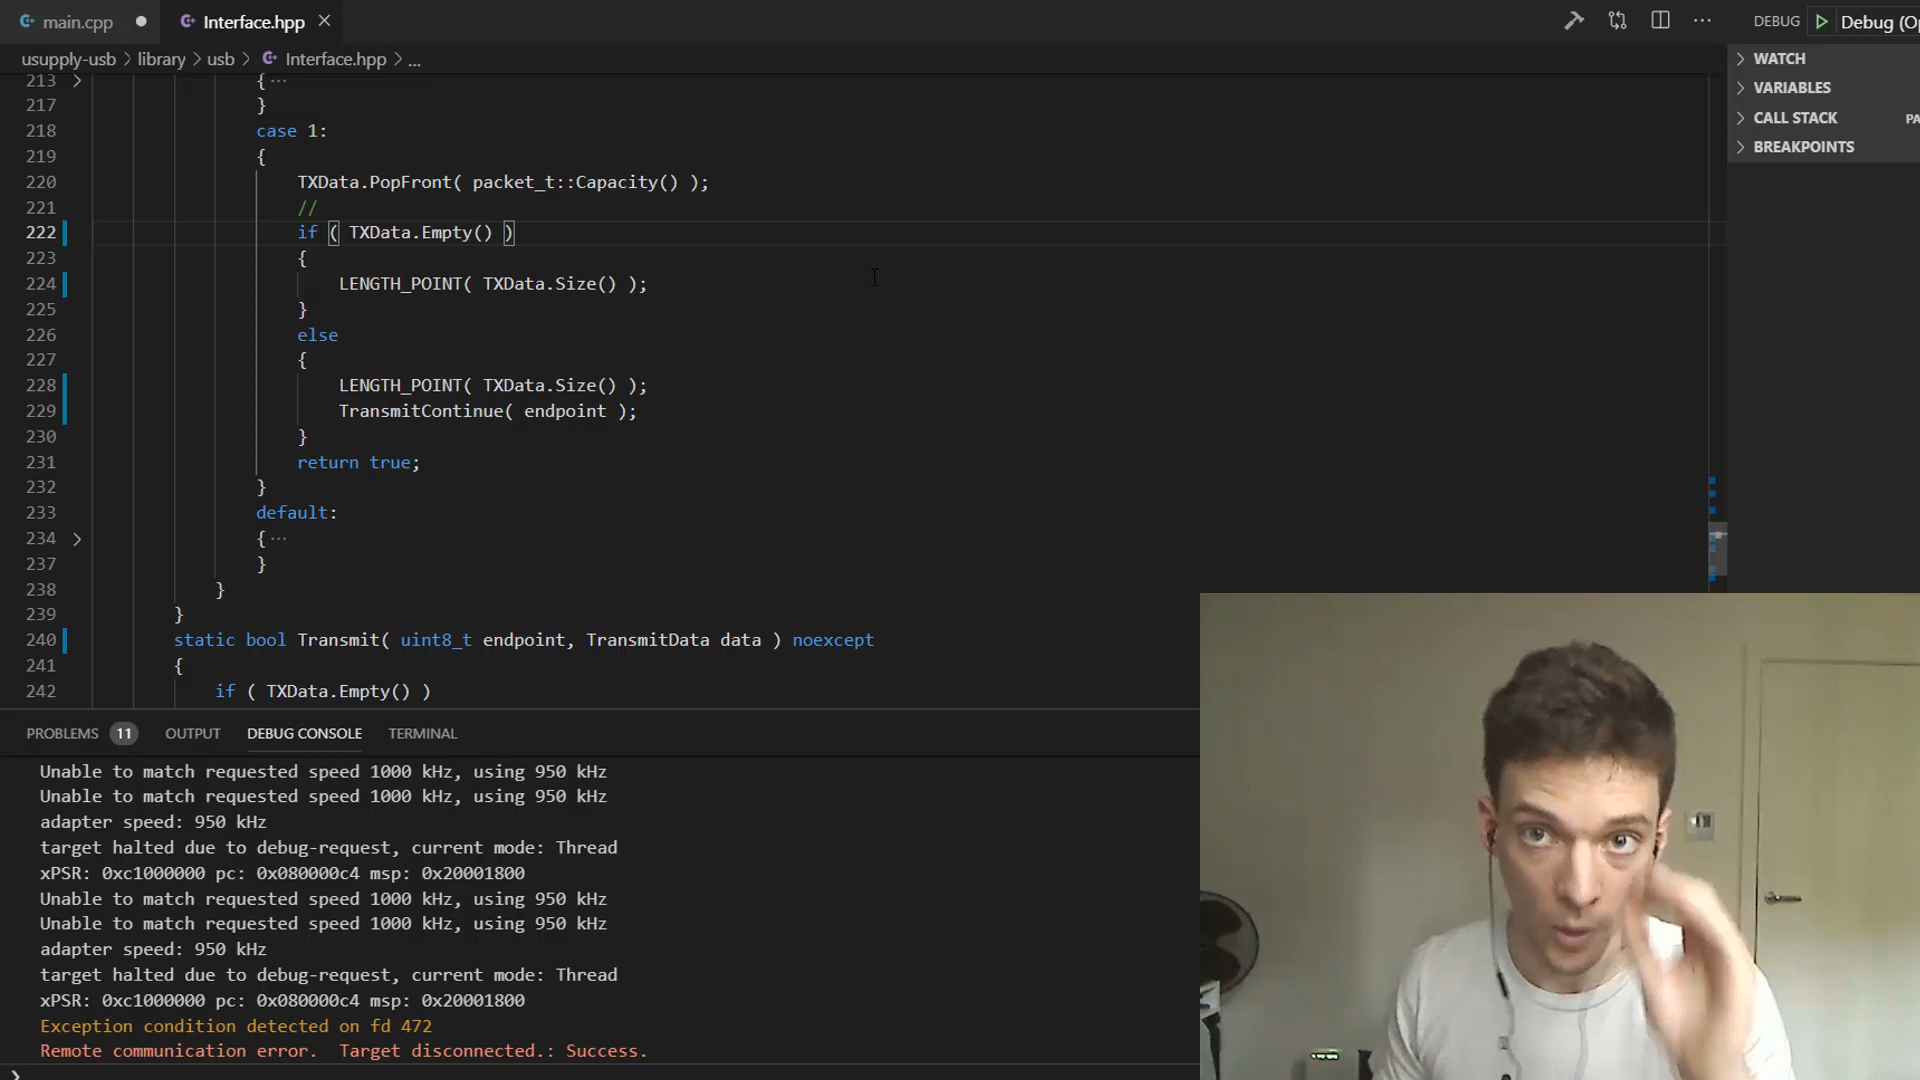 main.cpp
Interface.hpp
DEBUG
Debug (Op
usupply-usb > library > usb > Interface.hpp > ...
WATCH
VARIABLES
CALL STACK
PA
BREAKPOINTS
213 { ...
217 }
218 case 1:
219 {
220 TXData.PopFront( packet_t::Capacity() );
221 //
222 if ( TXData.Empty() )
223 {
224 LENGTH_POINT( TXData.Size() );
225 }
226 else
227 {
228 LENGTH_POINT( TXData.Size() );
229 TransmitContinue( endpoint );
230 }
231 return true;
232 }
233 default:
234 { ...
237 }
238 }
239 }
240 static bool Transmit( uint8_t endpoint, TransmitData data ) noexcept
241 {
242 if ( TXData.Empty() )
PROBLEMS 11 OUTPUT DEBUG CONSOLE TERMINAL
Unable to match requested speed 1000 kHz, using 950 kHz
Unable to match requested speed 1000 kHz, using 950 kHz
adapter speed: 950 kHz
target halted due to debug-request, current mode: Thread
xPSR: 0xc1000000 pc: 0x080000c4 msp: 0x20001800
Unable to match requested speed 1000 kHz, using 950 kHz
Unable to match requested speed 1000 kHz, using 950 kHz
adapter speed: 950 kHz
target halted due to debug-request, current mode: Thread
xPSR: 0xc1000000 pc: 0x080000c4 msp: 0x20001800
Exception condition detected on fd 472
Remote communication error.  Target disconnected.: Success.